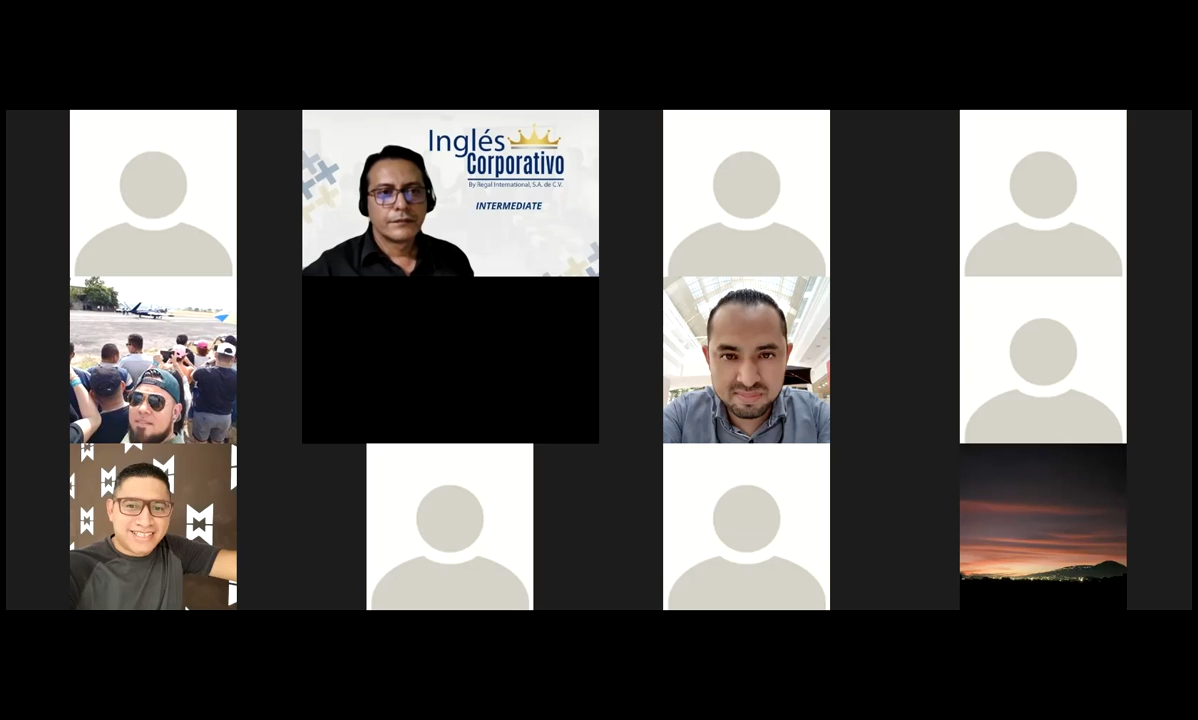 Inglés
Corporativo
By Regal International, S.A. de C.V.
INTERMEDIATE